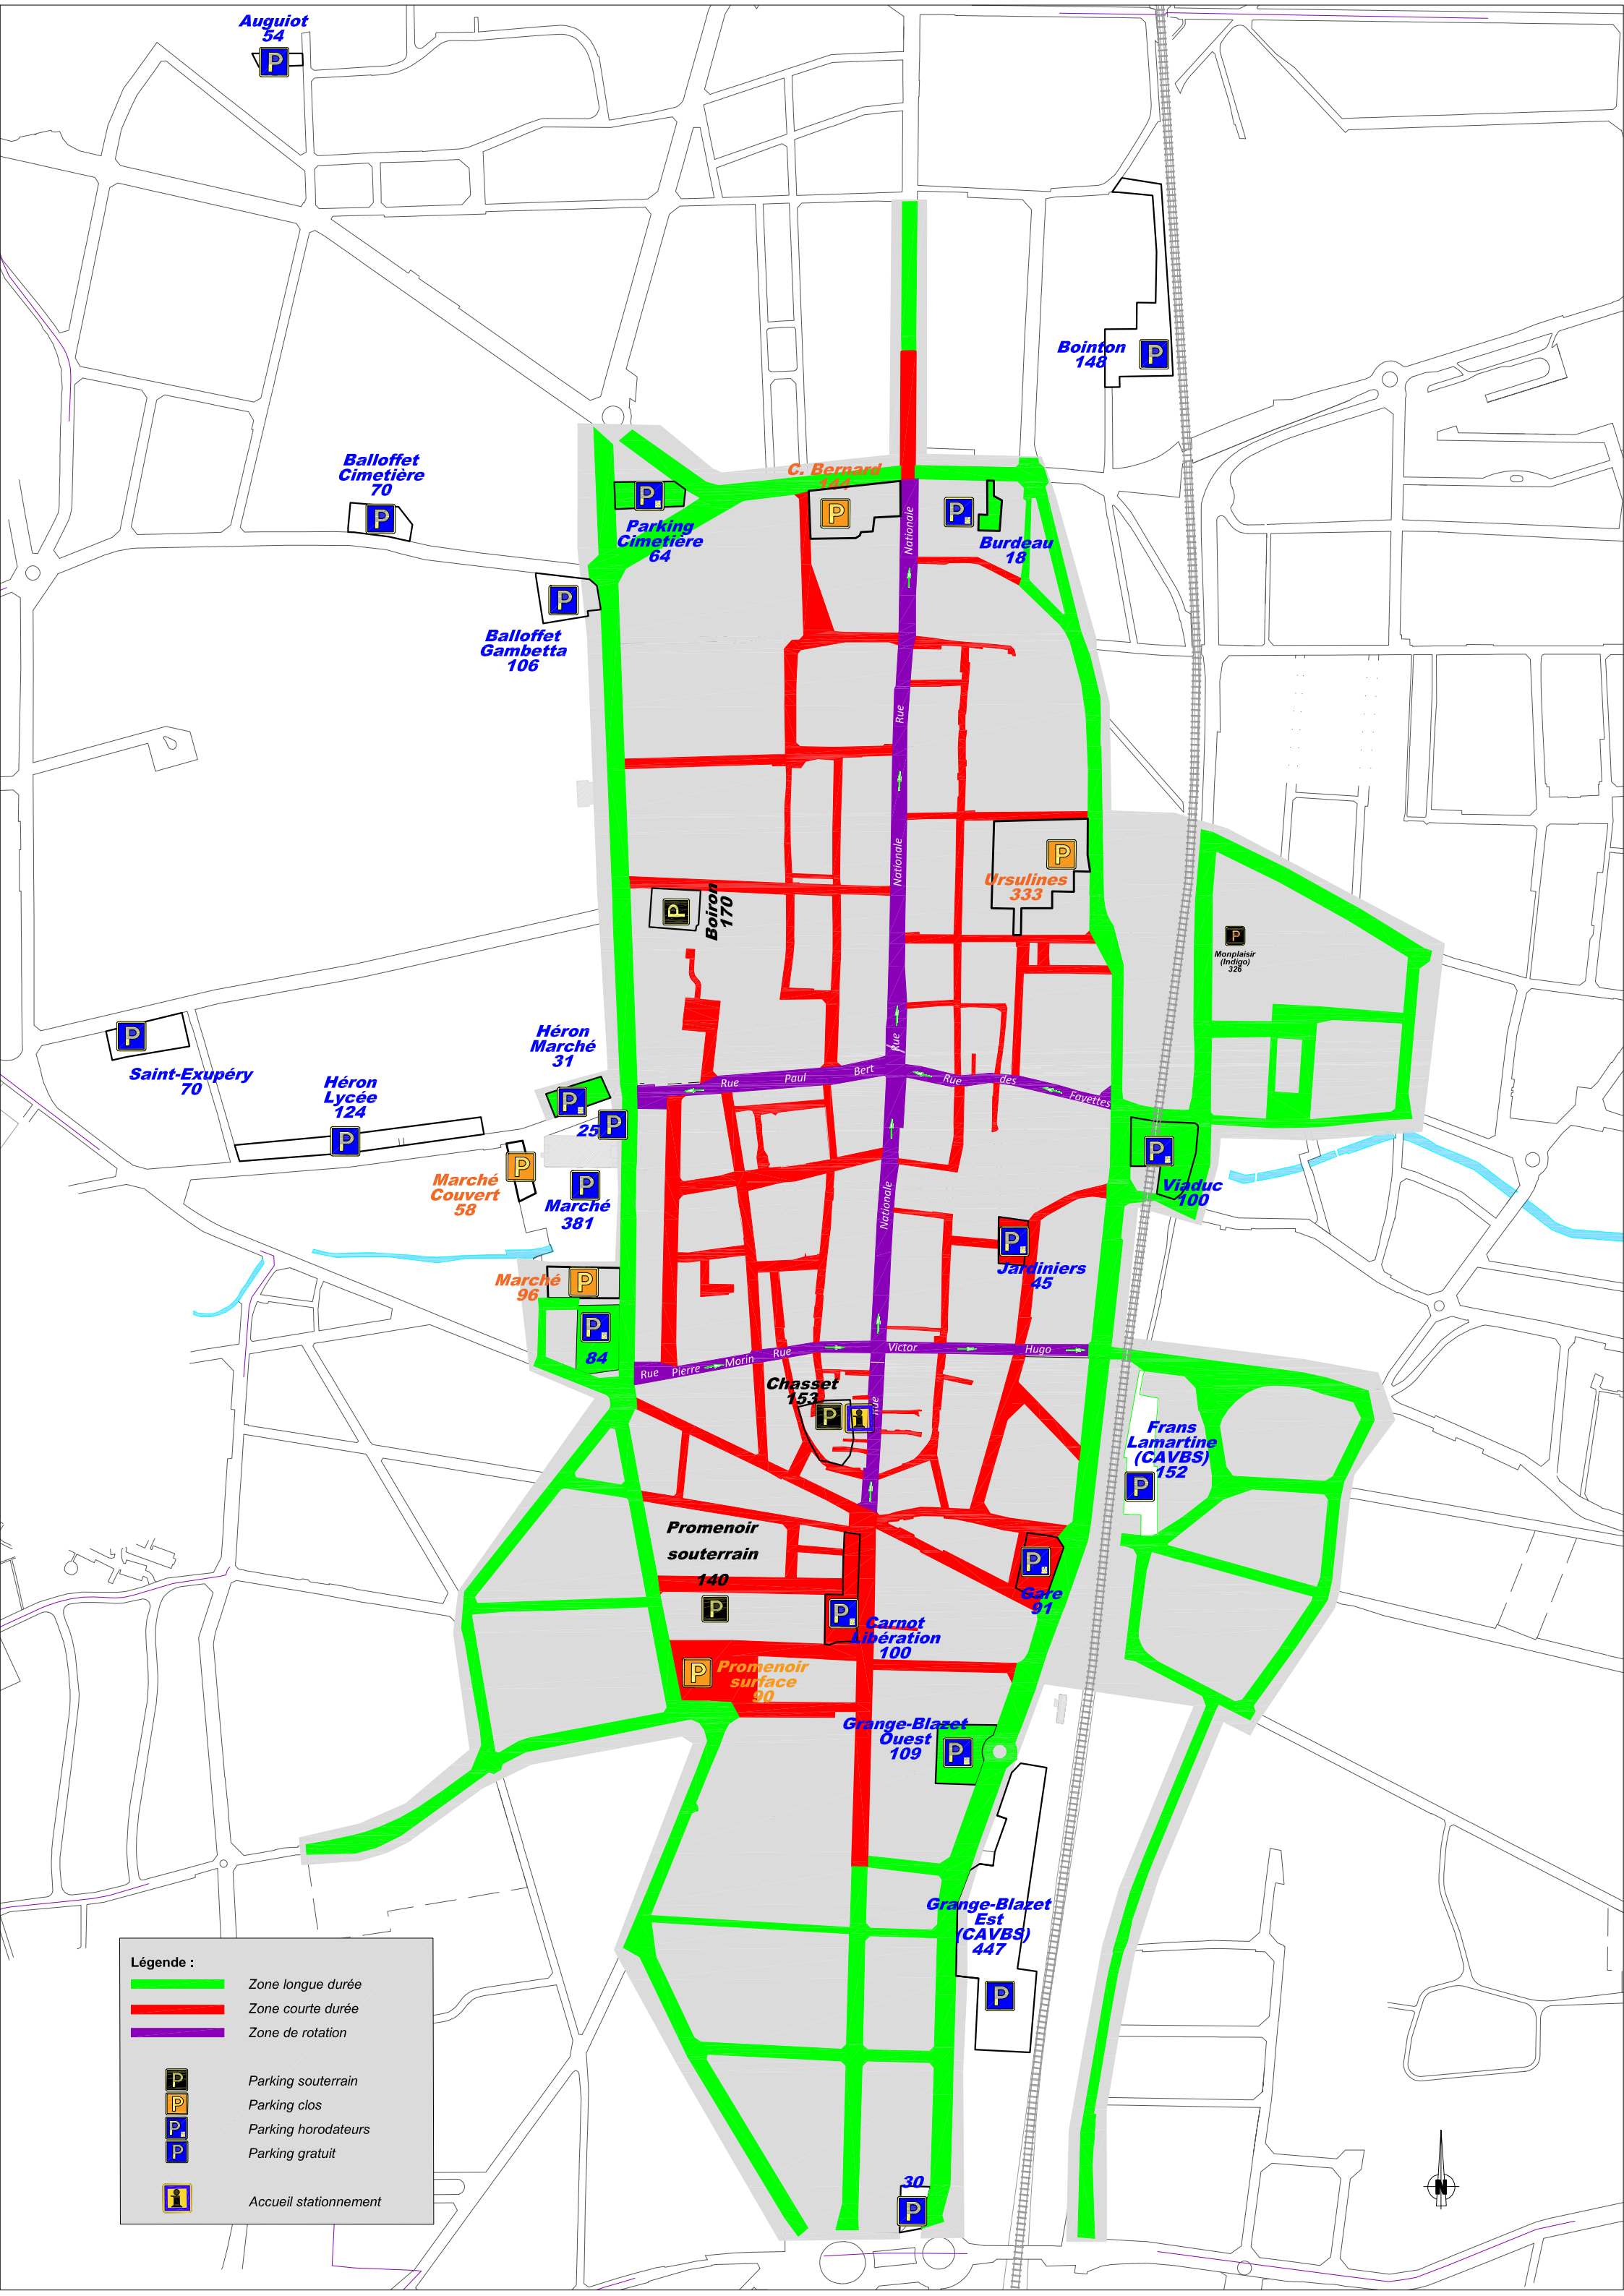 Auguiot
54
P
Bointon
148
P
Balloffet
Cimetière
70
P
C. Bernard
144
P
P
Parking
Cimetière
64
P
Burdeau
18
Nationale
P
Balloffet
Gambetta
106
Rue
Nationale
P
Ursulines
333
P
Boiron
170
P
Monplaisir
(Indigo)
326
P
Saint-Exupéry
70
Héron
Marché
31
P
Héron
Lycée
124
P
25
P
Rue
Rue Paul Bert
Rue des Fayettes
P
Marché
Couvert
58
P
Marché
381
P
Viaduc
100
Nationale
P
Jardiniers
45
Marché
96
P
P
84
Rue Pierre Morin Rue Victor Hugo
Chasset
153
P
i
Rue
Frans
Lamartine
(CAVBS)
152
P
Promenoir
souterrain
140
P
P
Gare
91
P
Carnot
Libération
100
P
Promenoir
surface
90
Grange-Blazet
Ouest
109
P
Grange-Blazet
Est
(CAVBS)
447
P
30
P
Légende :
Zone longue durée
Zone courte durée
Zone de rotation
P Parking souterrain
P Parking clos
P Parking horodateurs
P Parking gratuit
i Accueil stationnement
N